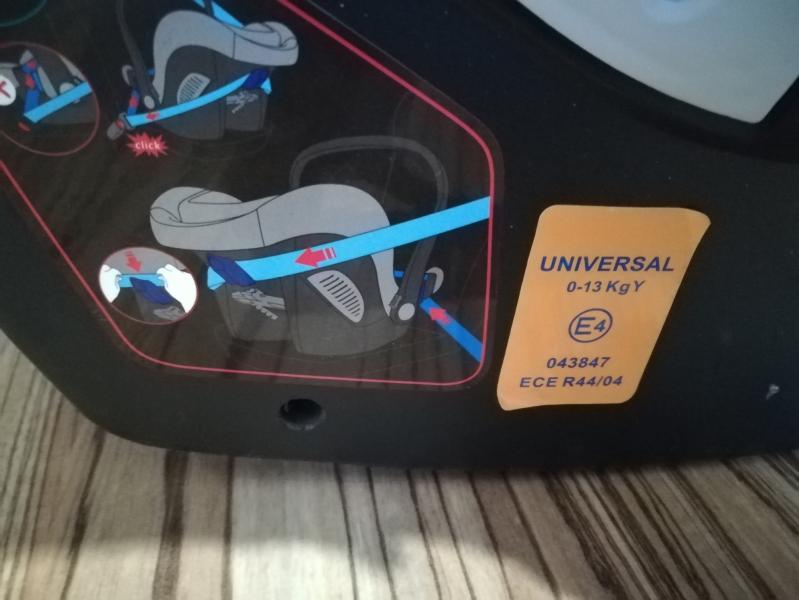 click
UNIVERSAL
0-13 KgY
E4
043847
ECE R44/04